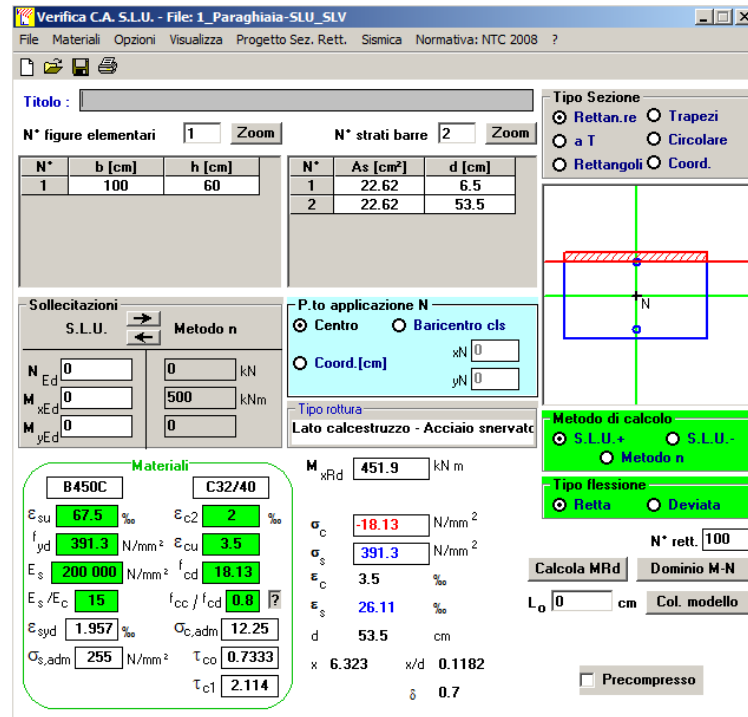 Verifica C.A. S.L.U. - File: 1_Paraghiaia-SLU_SLV
File Materiali Opzioni Visualizza Progetto Sez. Rett. Sismica Normativa: NTC 2008 ?
Titolo :
N° figure elementari 1 Zoom N° strati barre 2 Zoom
N° b [cm] h [cm]
1 100 60
N° As [cm²] d [cm]
1 22.62 6.5
2 22.62 53.5
Tipo Sezione
Rettan.re Trapezi
a T Circolare
Rettangoli Coord.
N
Sollecitazioni
S.L.U. Metodo n
N Ed 0 0 kN
M xEd 0 500 kNm
M yEd 0 0
P.to applicazione N
Centro Baricentro cls
Coord.[cm] xN 0
yN 0
Tipo rottura
Lato calcestruzzo - Acciaio snervato
Metodo di calcolo
S.L.U.+ S.L.U.-
Metodo n
Tipo flessione
Retta Deviata
Materiali
B450C C32/40
εsu 67.5 ‰ εc2 2 ‰
fyd 391.3 N/mm² εcu 3.5
Es 200 000 N/mm² fcd 18.13
Es/Ec 15 fcc / fcd 0.8 ?
εsyd 1.957 ‰ σc,adm 12.25
σs,adm 255 N/mm² τco 0.7333
τc1 2.114
M xRd 451.9 kN m
σc -18.13 N/mm²
σs 391.3 N/mm²
εc 3.5 ‰
εs 26.11 ‰
d 53.5 cm
x 6.323 x/d 0.1182
δ 0.7
N° rett. 100
Calcola MRd Dominio M-N
Lo 0 cm Col. modello
Precompresso